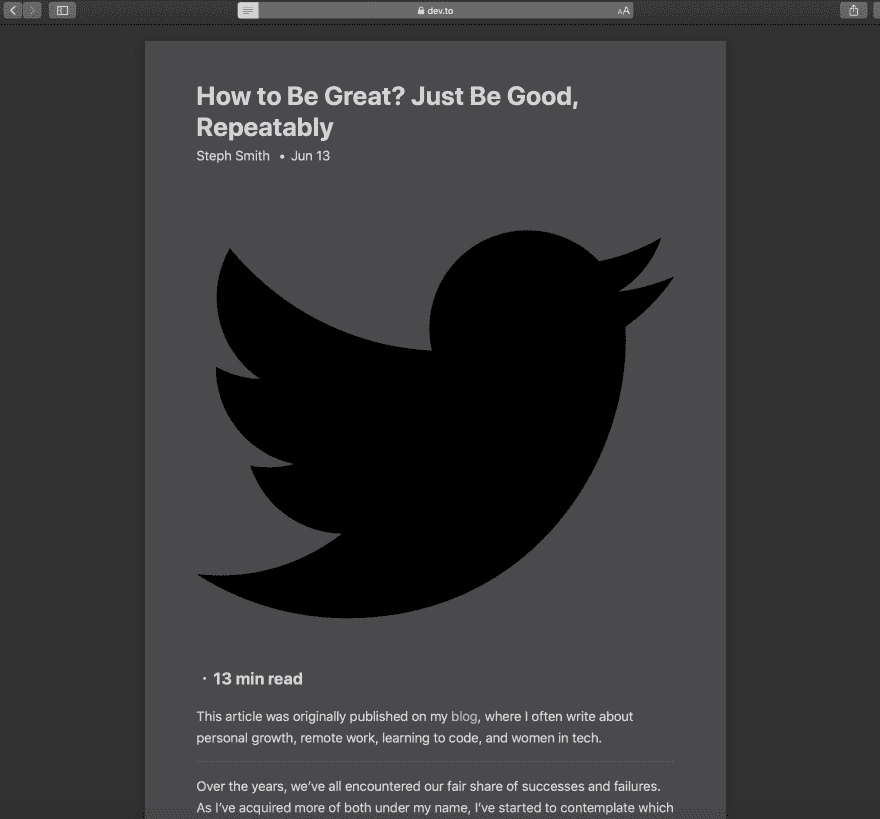 dev.to
AA
How to Be Great? Just Be Good,
Repeatably
Steph Smith • Jun 13
· 13 min read
This article was originally published on my blog, where I often write about
personal growth, remote work, learning to code, and women in tech.
Over the years, we’ve all encountered our fair share of successes and failures.
As I’ve acquired more of both under my name, I’ve started to contemplate which